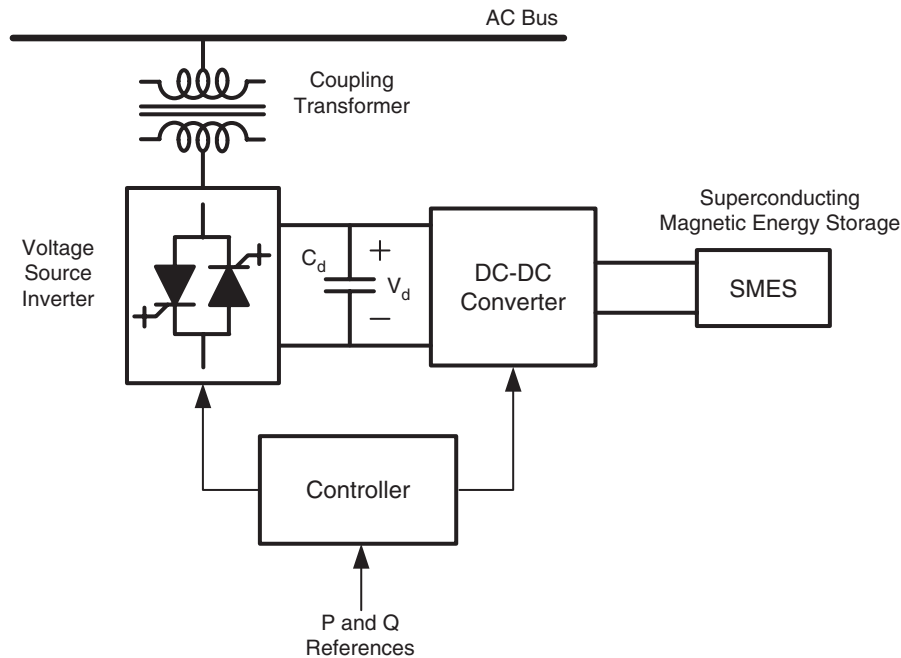 AC Bus
Coupling
Transformer
Superconducting
Magnetic Energy Storage
Voltage
Source
Inverter
C_d
+
V_d
−
DC-DC
Converter
SMES
Controller
P and Q
References